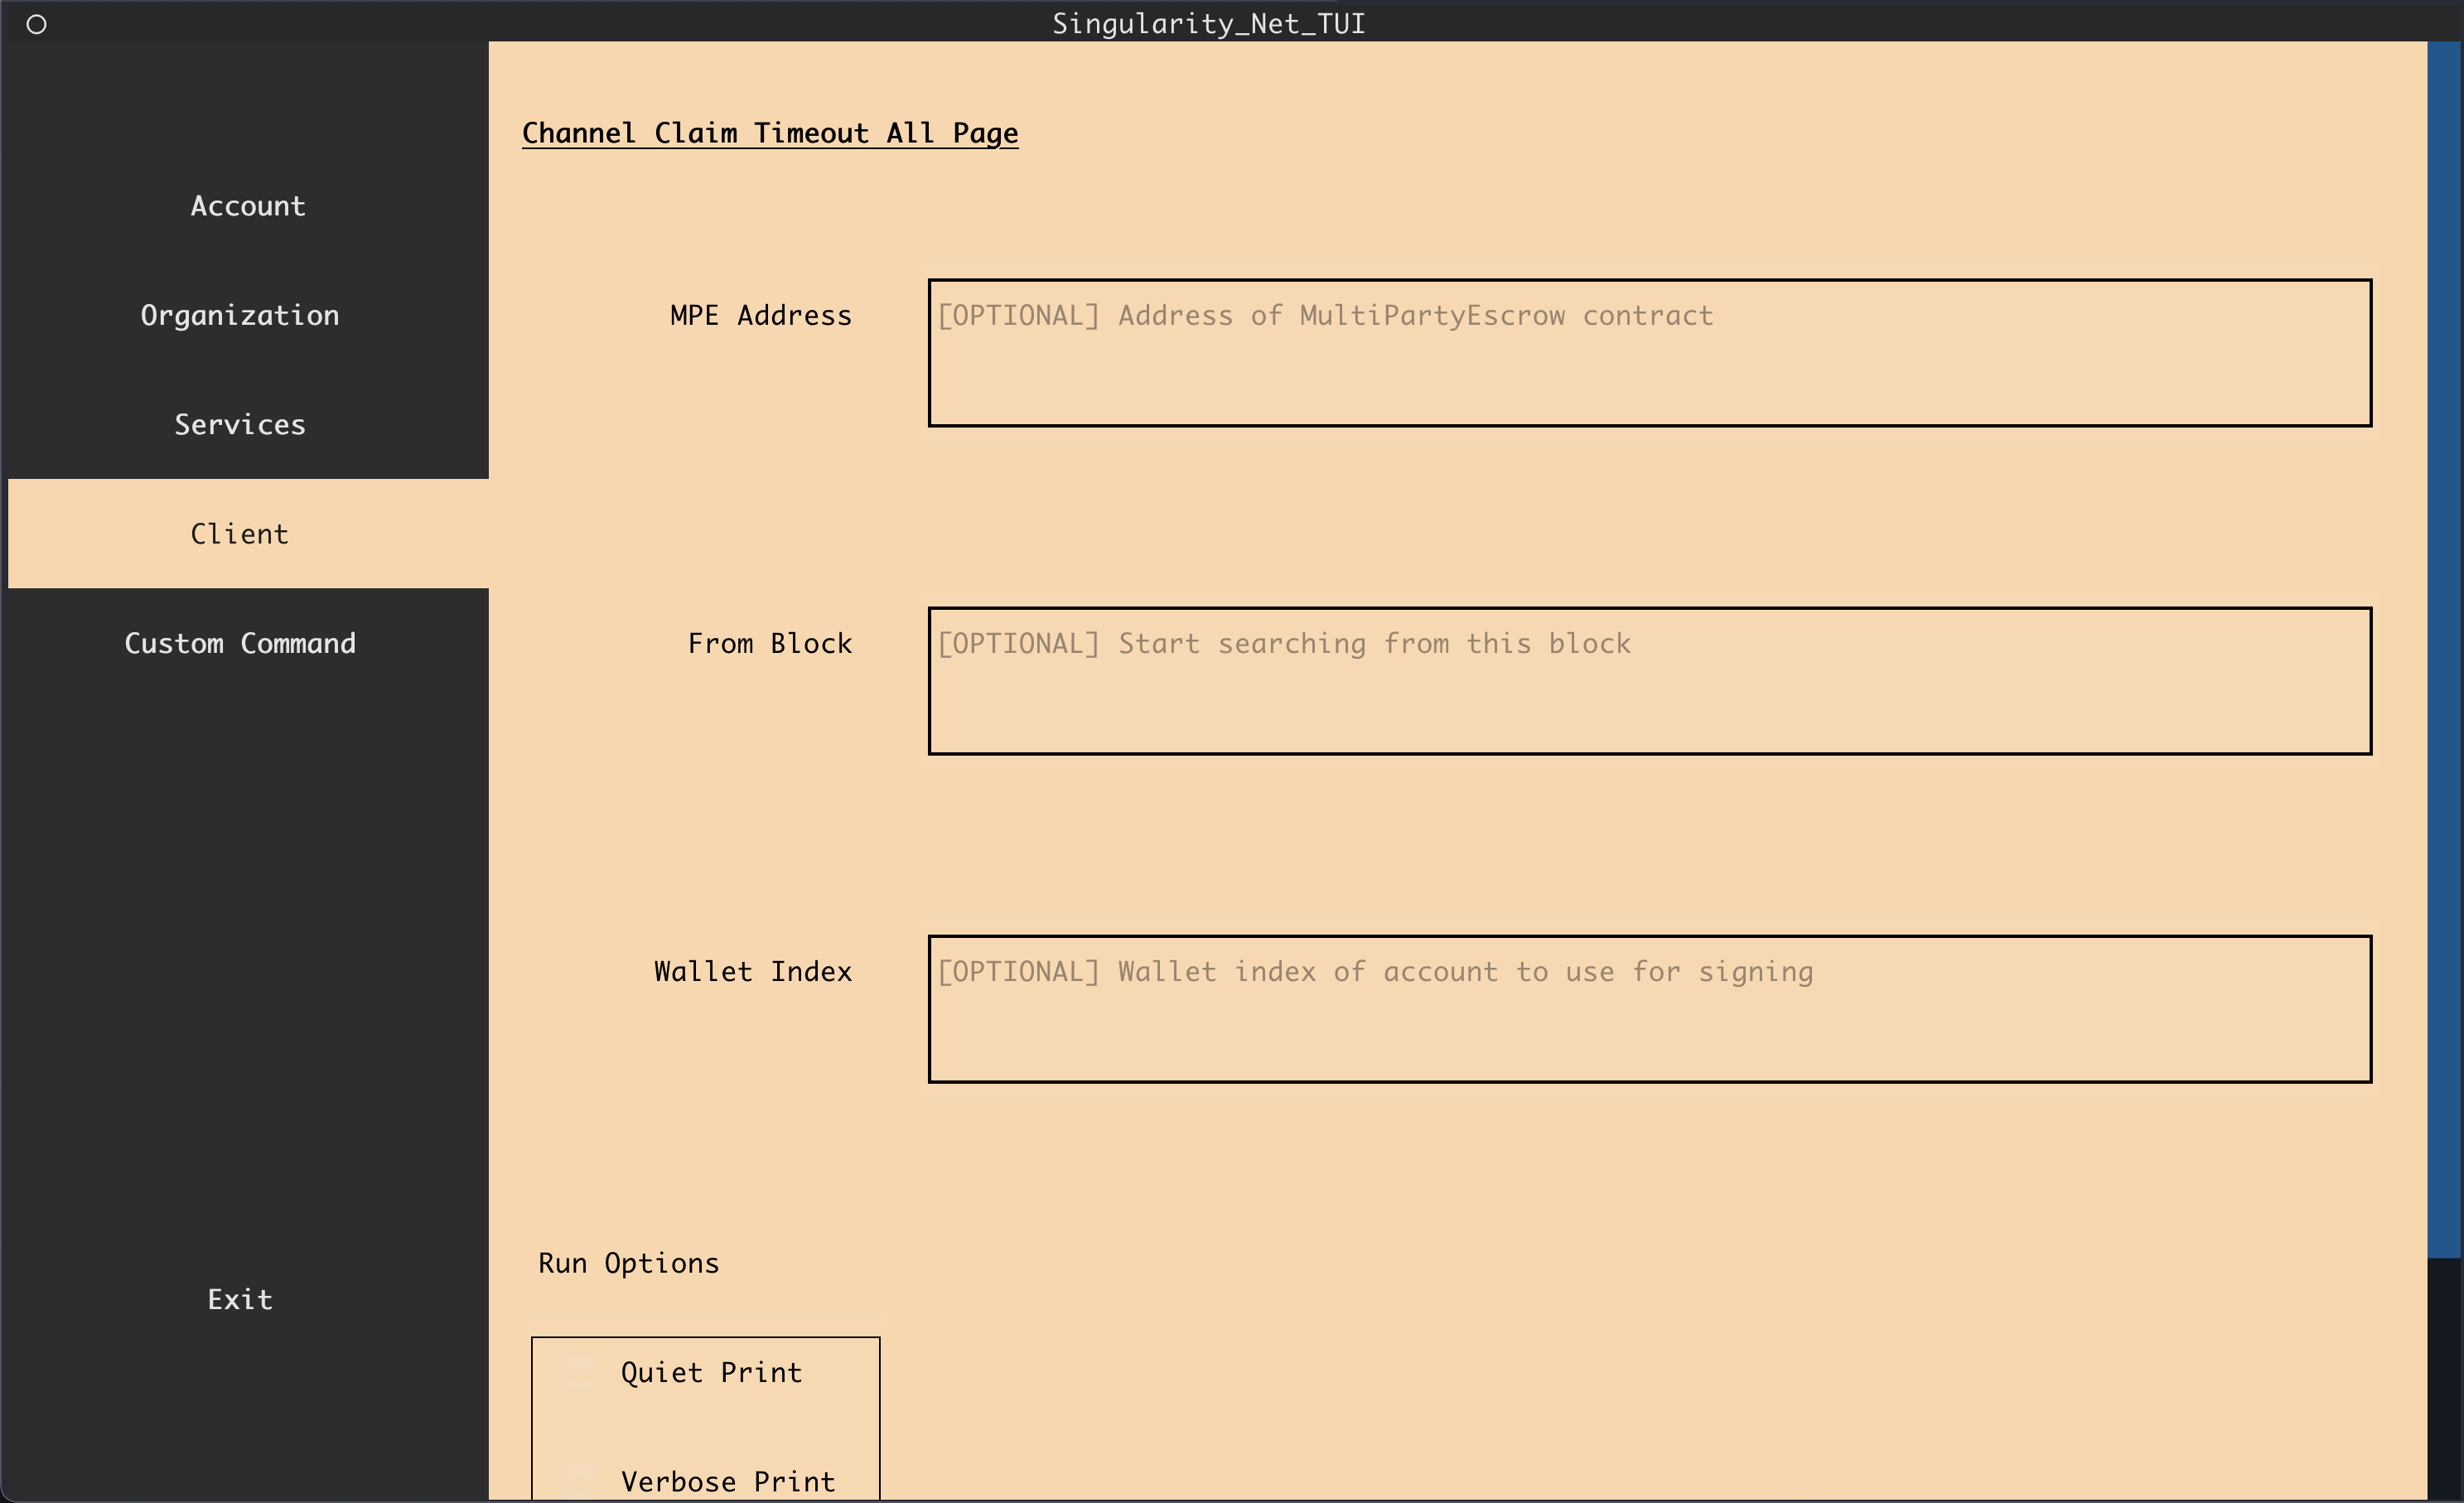 Singularity_Net_TUI
Account
Organization
Services
Client
Custom Command
Exit
Channel Claim Timeout All Page
MPE Address
[OPTIONAL] Address of MultiPartyEscrow contract
From Block
[OPTIONAL] Start searching from this block
Wallet Index
[OPTIONAL] Wallet index of account to use for signing
Run Options
Quiet Print
Verbose Print